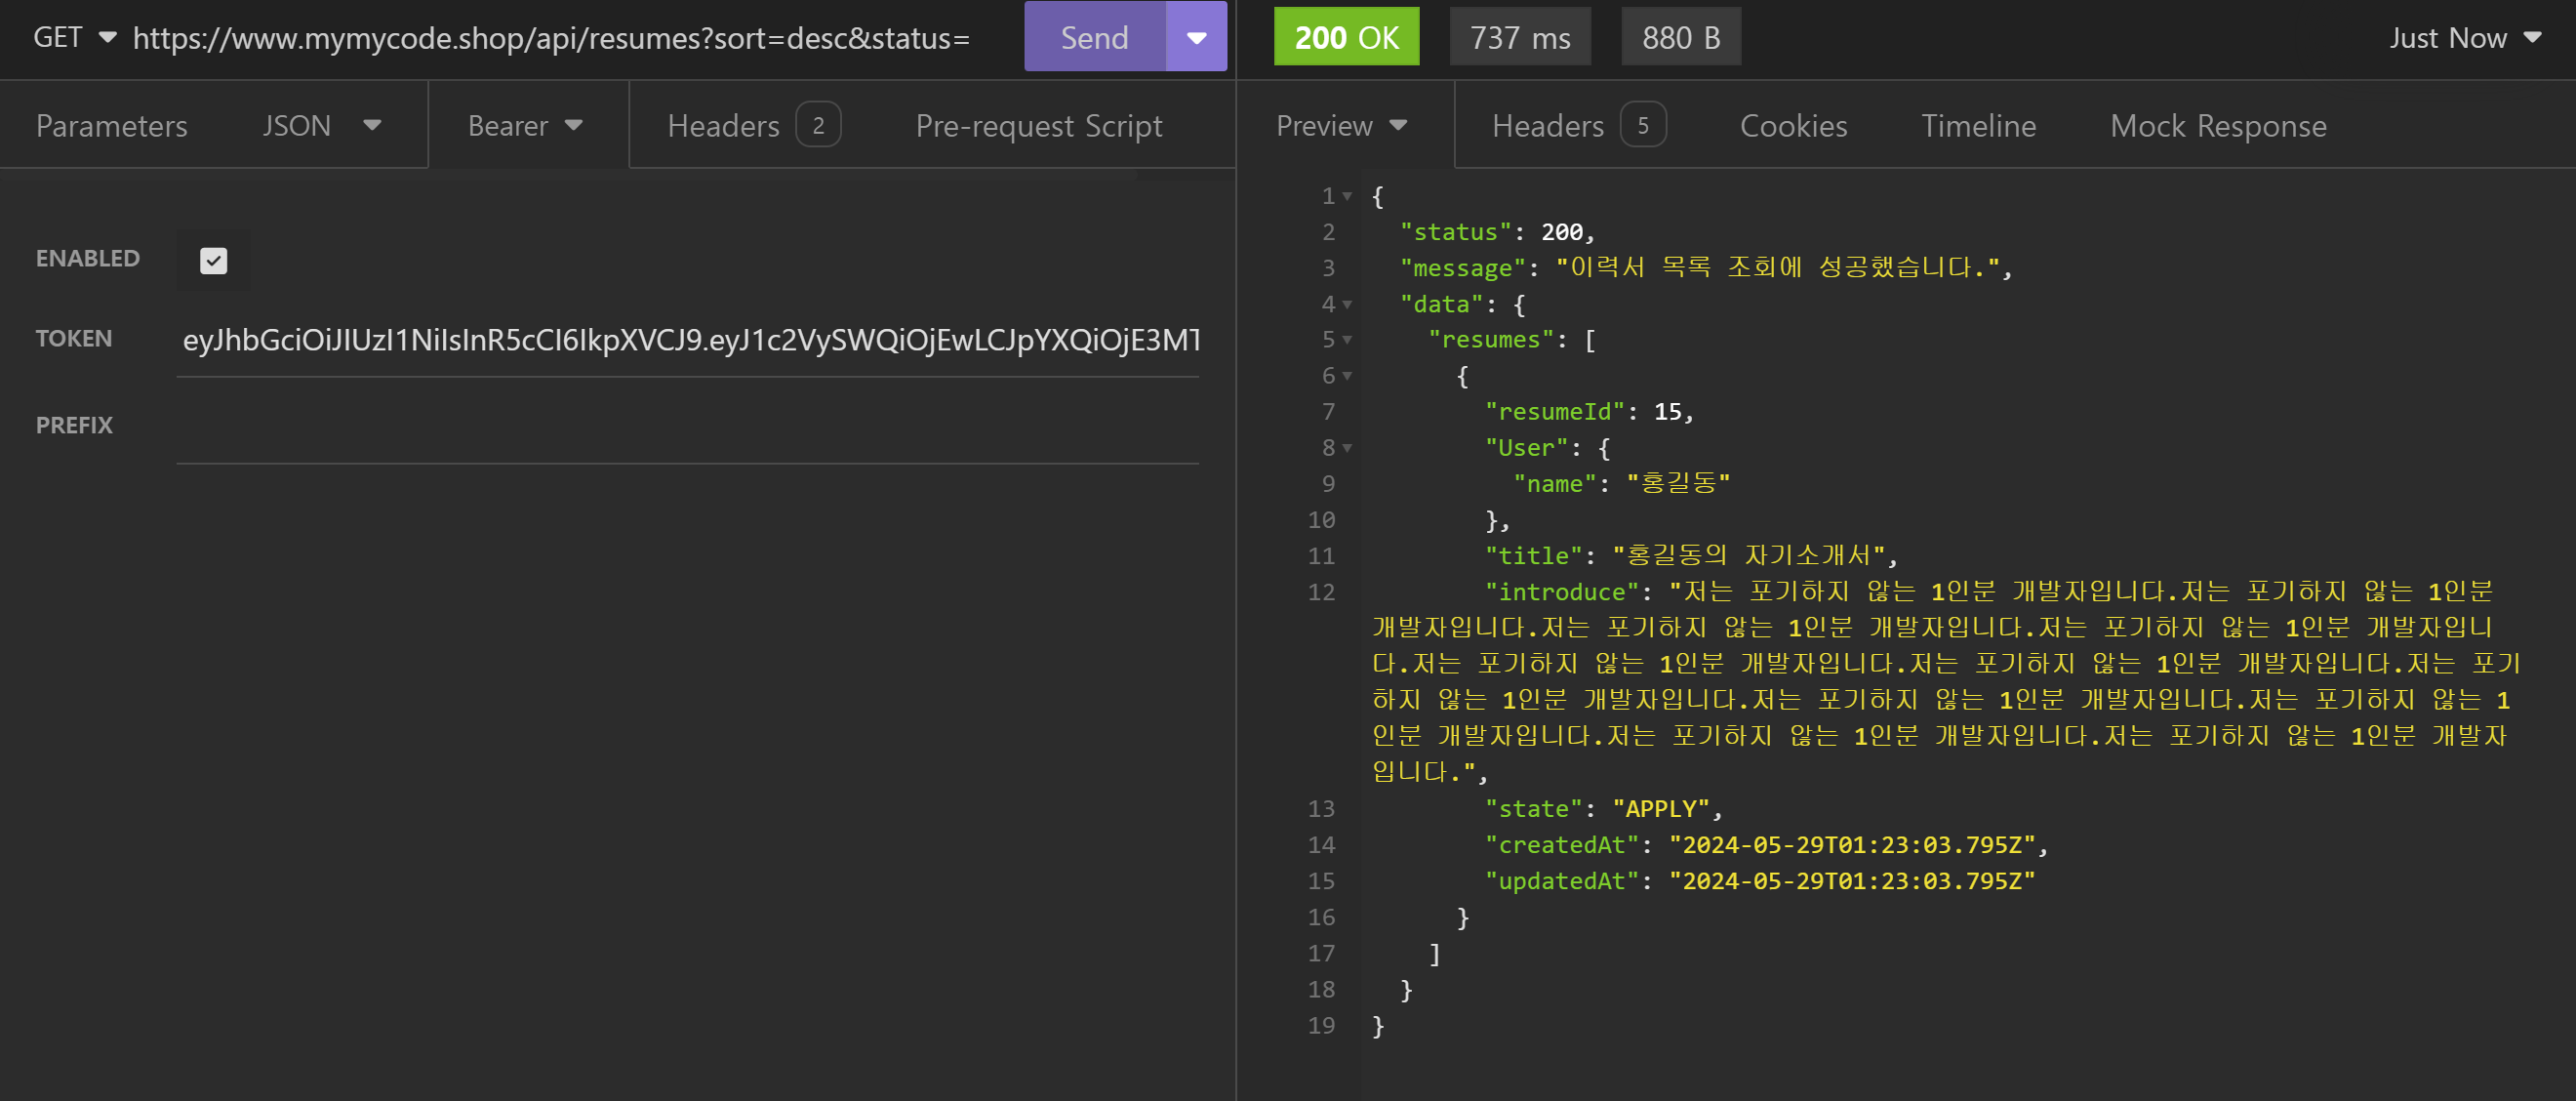 GET https://www.mymycode.shop/api/resumes?sort=desc&status= Send
200 OK 737 ms 880 B Just Now
Parameters JSON Bearer Headers 2 Pre-request Script
Preview Headers 5 Cookies Timeline Mock Response
ENABLED
TOKEN eyJhbGciOiJIUzI1NiIsInR5cCI6IkpXVCJ9.eyJ1c2VySWQiOjEwLCJpYXQiOjE3MT
PREFIX
1 {
2 "status": 200,
3 "message": "이력서 목록 조회에 성공했습니다.",
4 "data": {
5 "resumes": [
6 {
7 "resumeId": 15,
8 "User": {
9 "name": "홍길동"
10 },
11 "title": "홍길동의 자기소개서",
12 "introduce": "저는 포기하지 않는 1인분 개발자입니다.저는 포기하지 않는 1인분
개발자입니다.저는 포기하지 않는 1인분 개발자입니다.저는 포기하지 않는 1인분 개발자입니
다.저는 포기하지 않는 1인분 개발자입니다.저는 포기하지 않는 1인분 개발자입니다.저는 포기
하지 않는 1인분 개발자입니다.저는 포기하지 않는 1인분 개발자입니다.저는 포기하지 않는 1
인분 개발자입니다.저는 포기하지 않는 1인분 개발자입니다.저는 포기하지 않는 1인분 개발자
입니다.",
13 "state": "APPLY",
14 "createdAt": "2024-05-29T01:23:03.795Z",
15 "updatedAt": "2024-05-29T01:23:03.795Z"
16 }
17 ]
18 }
19 }